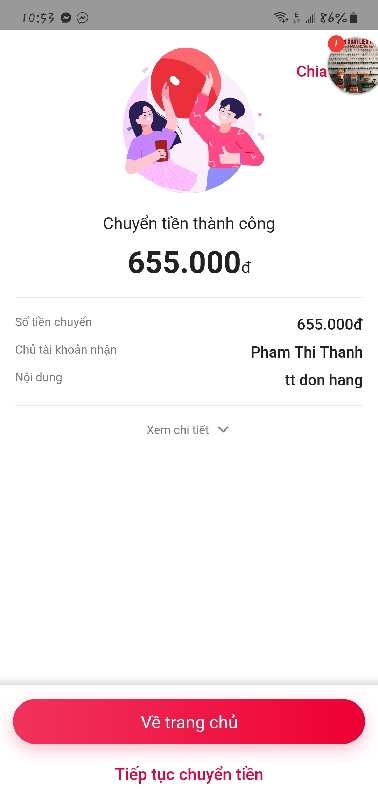 10:53
86%
Chia
Chuyển tiền thành công
655.000đ
Số tiền chuyển
655.000đ
Chủ tài khoản nhận
Pham Thi Thanh
Nội dung
tt don hang
Xem chi tiết
Về trang chủ
Tiếp tục chuyển tiền